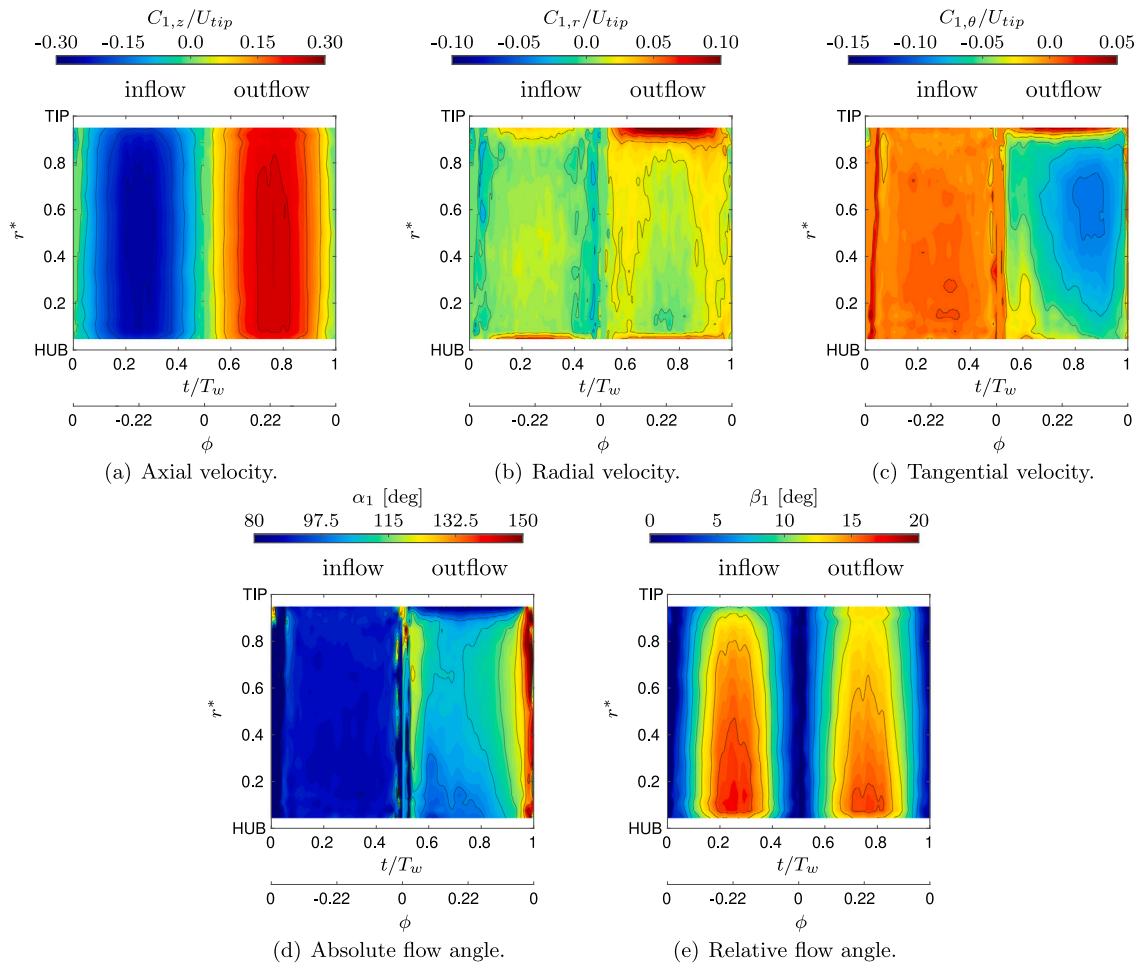 C1,z/Utip C1,r/Utip C1,θ/Utip
-0.30 -0.15 0.0 0.15 0.30 -0.10 -0.05 0.0 0.05 0.10 -0.15 -0.10 -0.05 0.0 0.05
inflow outflow inflow outflow inflow outflow
TIP TIP TIP
0.8 0.8 0.8
0.6 0.6 0.6
r* r* r*
0.4 0.4 0.4
0.2 0.2 0.2
HUB HUB HUB
0 0.2 0.4 0.6 0.8 1 0 0.2 0.4 0.6 0.8 1 0 0.2 0.4 0.6 0.8 1
t/Tw t/Tw t/Tw
0 -0.22 0 0.22 0 0 -0.22 0 0.22 0 0 -0.22 0 0.22 0
ϕ ϕ ϕ
(a) Axial velocity. (b) Radial velocity. (c) Tangential velocity.
α1 [deg] β1 [deg]
80 97.5 115 132.5 150 0 5 10 15 20
inflow outflow inflow outflow
TIP TIP
0.8 0.8
0.6 0.6
r* r*
0.4 0.4
0.2 0.2
HUB HUB
0 0.2 0.4 0.6 0.8 1 0 0.2 0.4 0.6 0.8 1
t/Tw t/Tw
0 -0.22 0 0.22 0 0 -0.22 0 0.22 0
ϕ ϕ
(d) Absolute flow angle. (e) Relative flow angle.